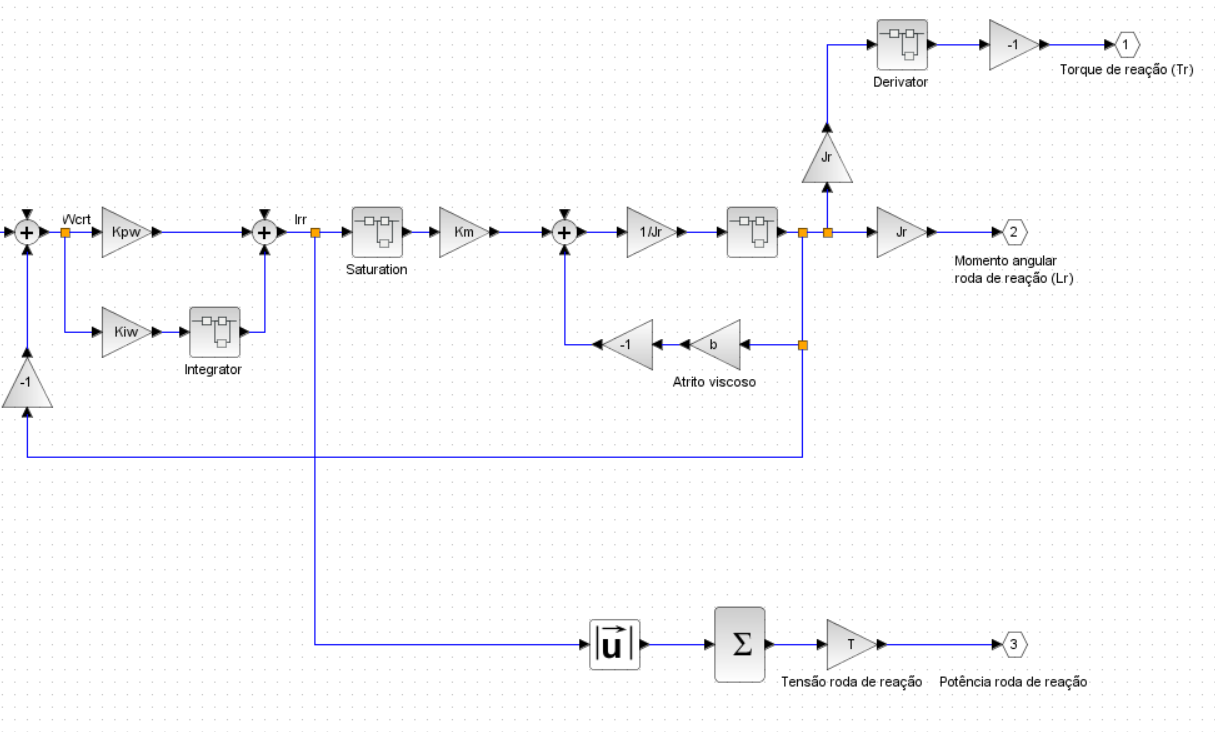 -1
1
Derivator
Torque de reação (Tr)
Jr
Wcrt
Irr
+
Kpw
+
Km
+
1/Jr
Jr
2
Saturation
Momento angular
roda de reação (Lr)
Kiw
-1
b
Integrator
Atrito viscoso
-1
|u|
Σ
T
3
Tensão roda de reação
Potência roda de reação